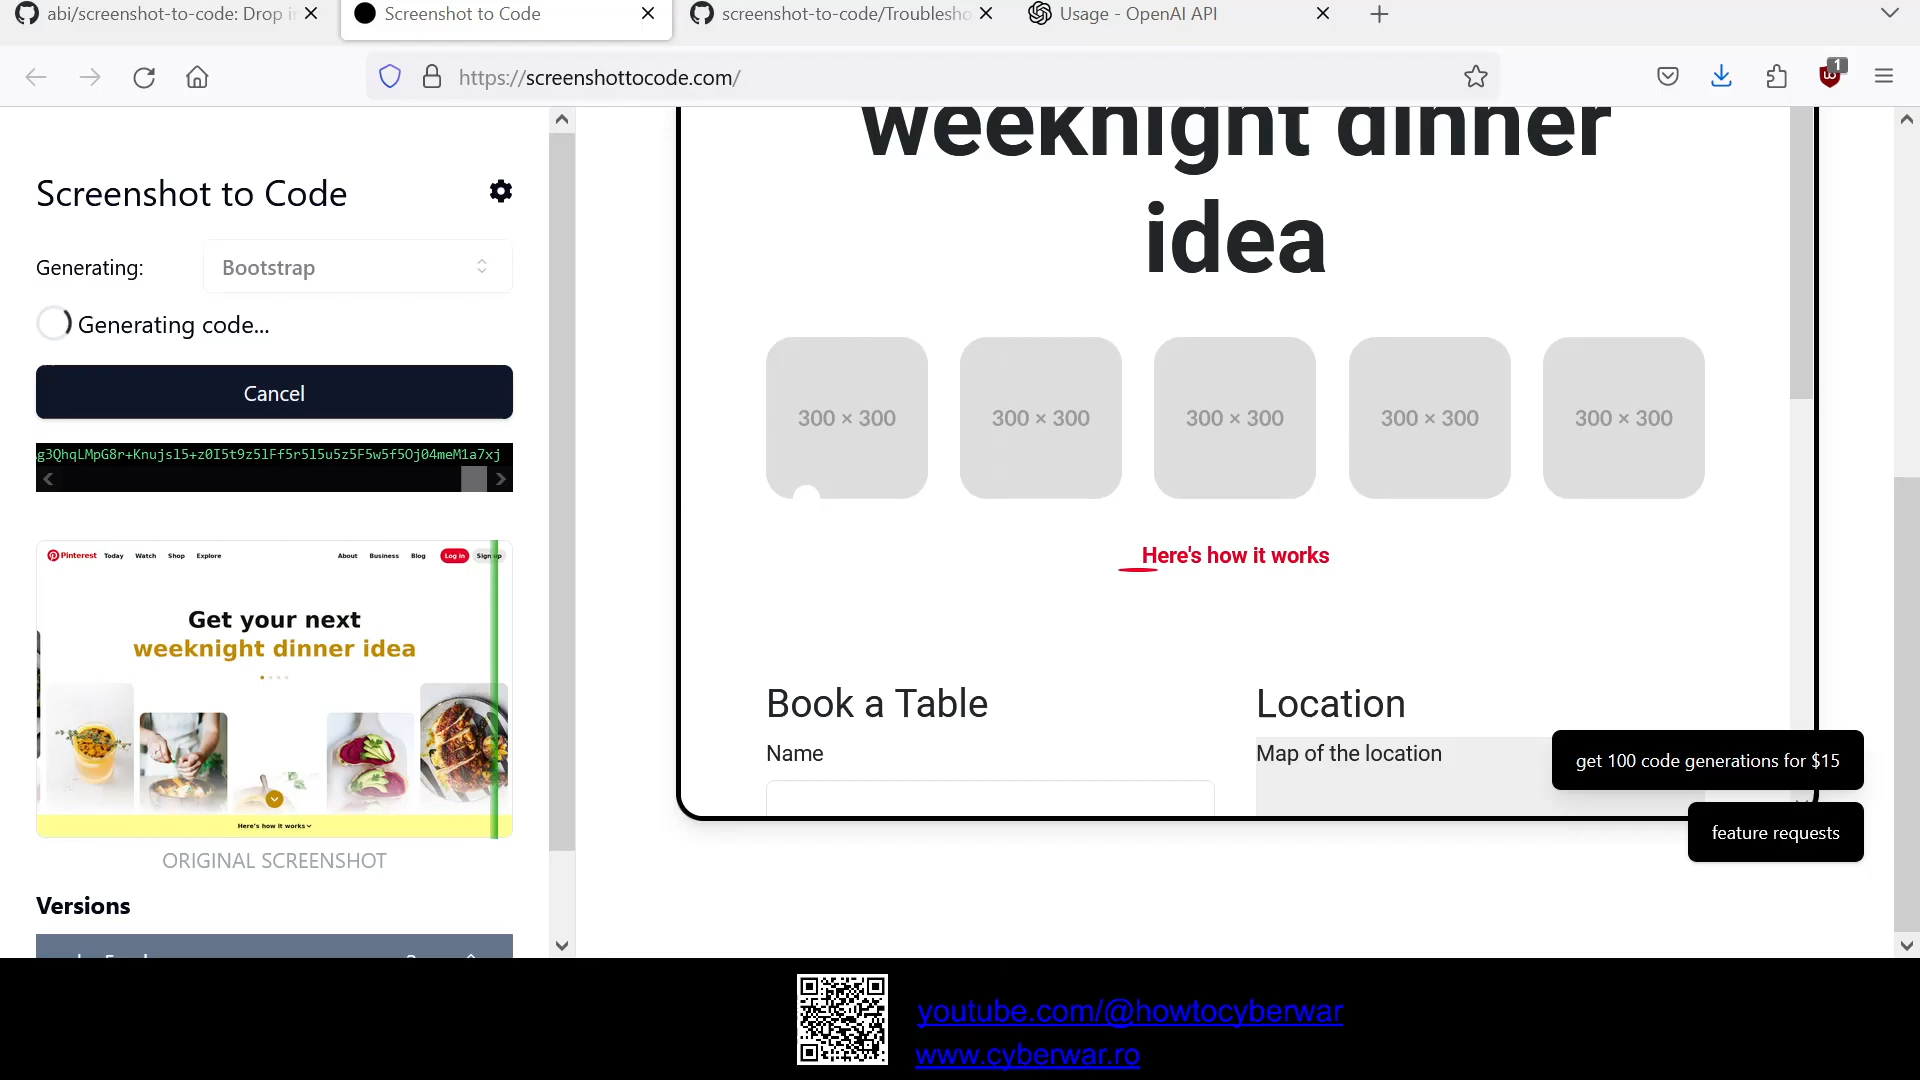 abi/screenshot-to-code: Drop in
Screenshot to Code
screenshot-to-code/Troublesho
Usage - OpenAI API
https://screenshottocode.com/
1
Screenshot to Code
Generating:
Bootstrap
Generating code...
Cancel
ORIGINAL SCREENSHOT
Pinterest Today Watch Shop Explore
About Business Blog Log in Sign up
Get your next
weeknight dinner idea
Here's how it works
Versions
weeknight dinner
idea
300 × 300
300 × 300
300 × 300
300 × 300
300 × 300
Here's how it works
Book a Table
Name
Location
Map of the location
get 100 code generations for $15
feature requests
youtube.com/@howtocyberwar
www.cyberwar.ro